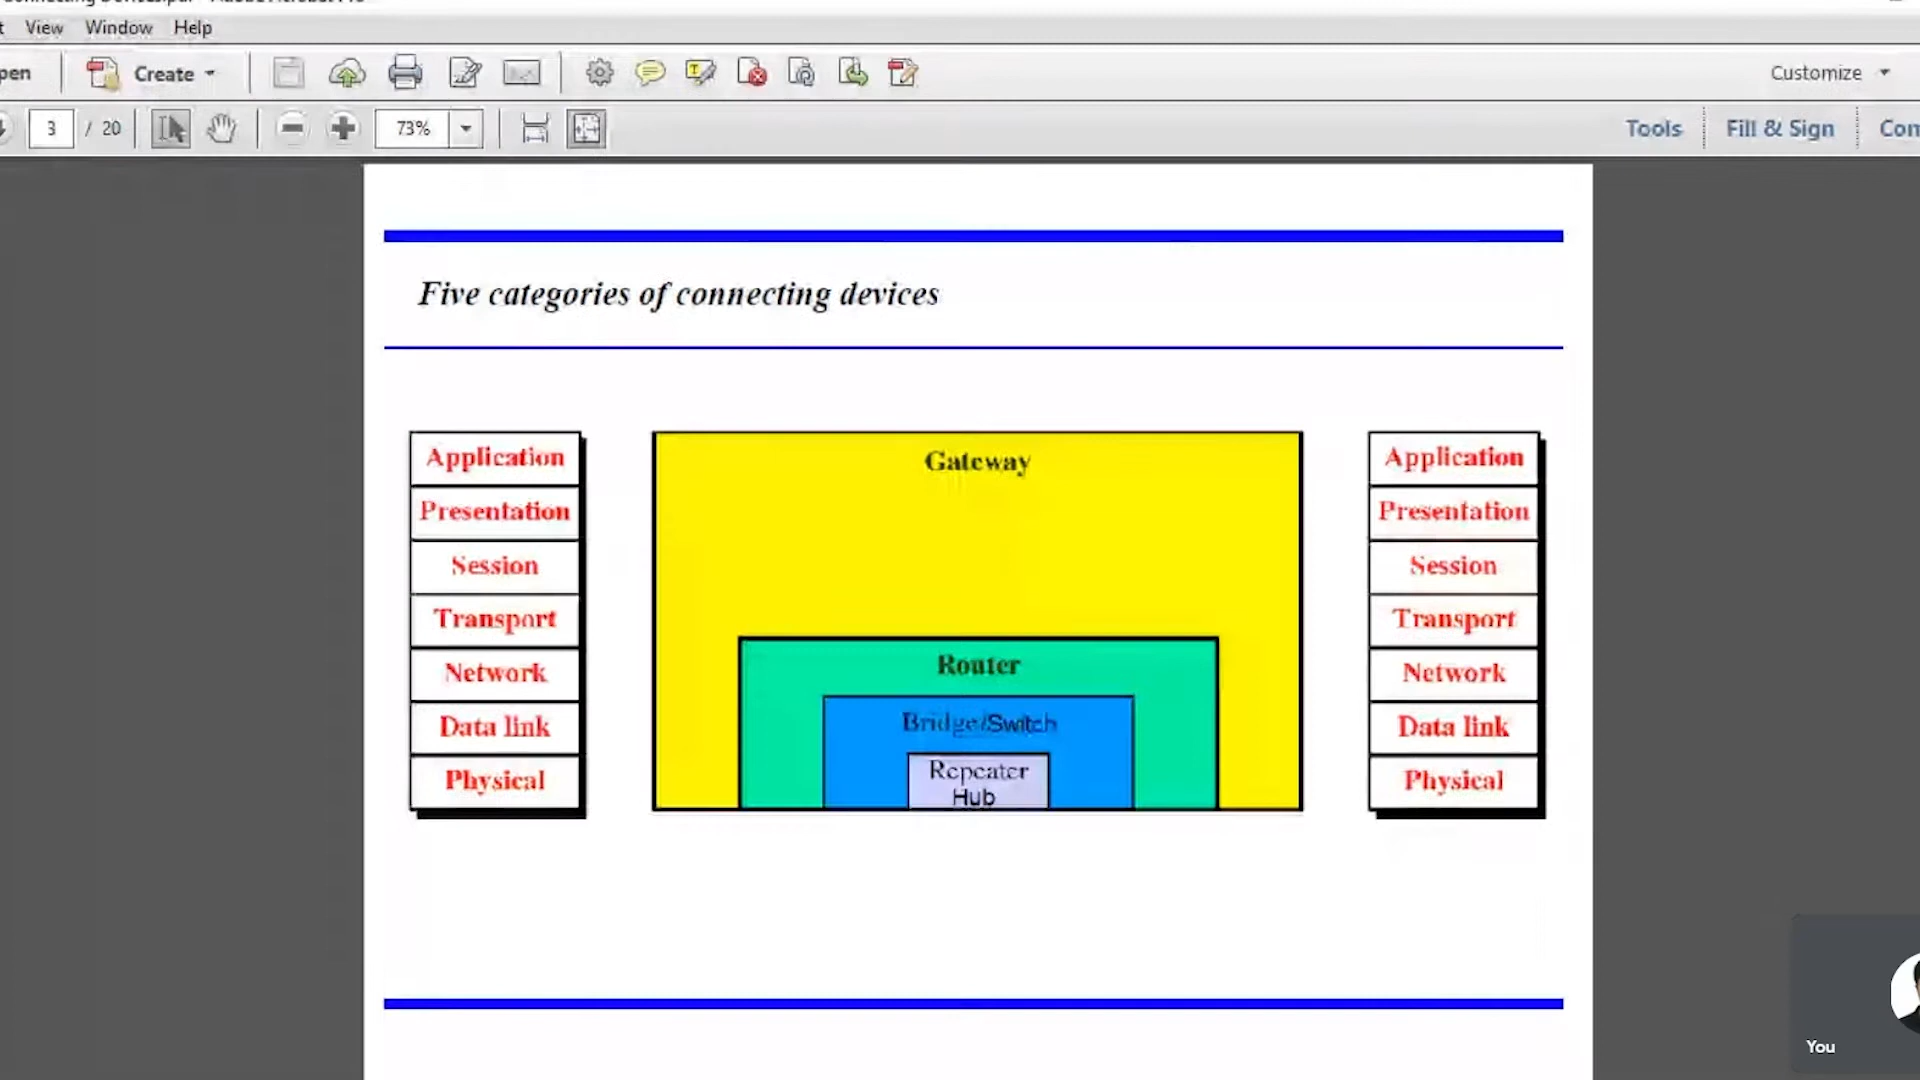 View Window Help
Create
Customize
3 / 20
73%
Tools
Fill & Sign
Five categories of connecting devices
Application
Presentation
Session
Transport
Network
Data link
Physical
Gateway
Router
Bridge/Switch
Repeater
Hub
Application
Presentation
Session
Transport
Network
Data link
Physical
You